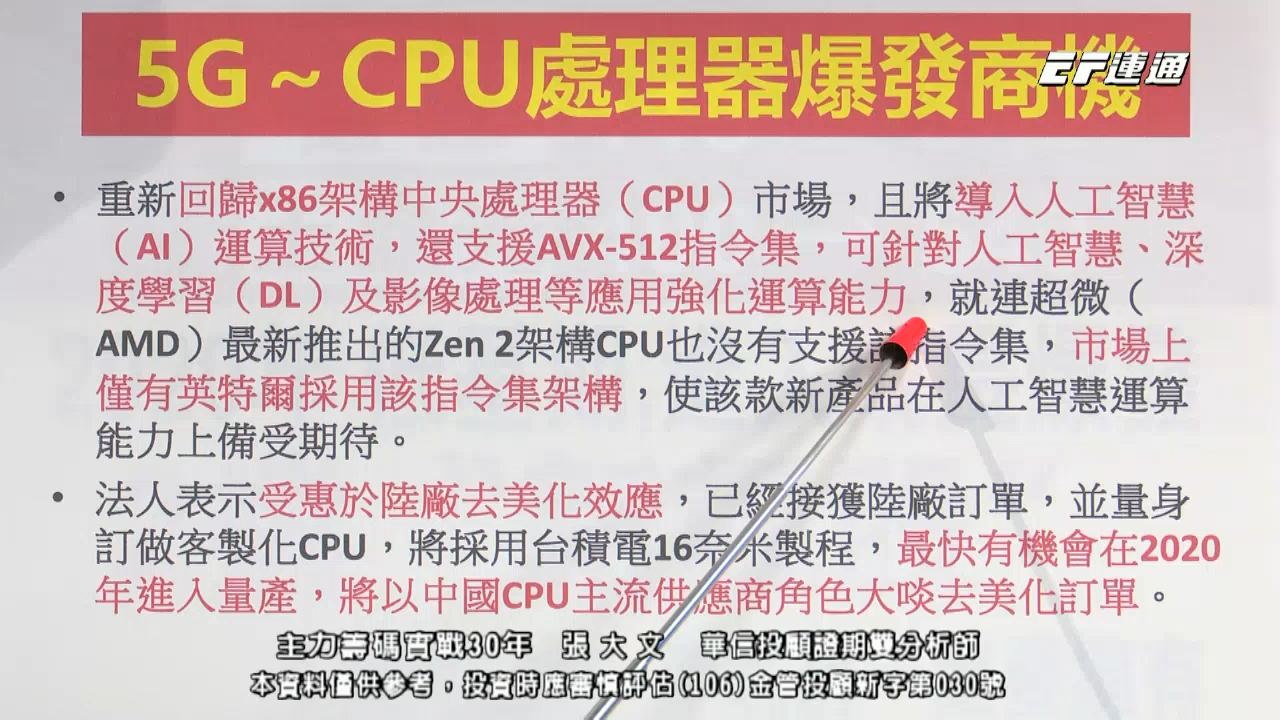 5G～CPU處理器爆發商機
EF連通
• 重新回歸x86架構中央處理器（CPU）市場，且將導入人工智慧
（AI）運算技術，還支援AVX-512指令集，可針對人工智慧、深
度學習（DL）及影像處理等應用強化運算能力，就連超微（
AMD）最新推出的Zen 2架構CPU也沒有支援該指令集，市場上
僅有英特爾採用該指令集架構，使該款新產品在人工智慧運算
能力上備受期待。
• 法人表示受惠於陸廠去美化效應，已經接獲陸廠訂單，並量身
訂做客製化CPU，將採用台積電16奈米製程，最快有機會在2020
年進入量產，將以中國CPU主流供應商角色大啖去美化訂單。
主力籌碼實戰30年 張大文 華信投顧證期雙分析師
本資料僅供參考，投資時應審慎評估(106)金管投顧新字第030號